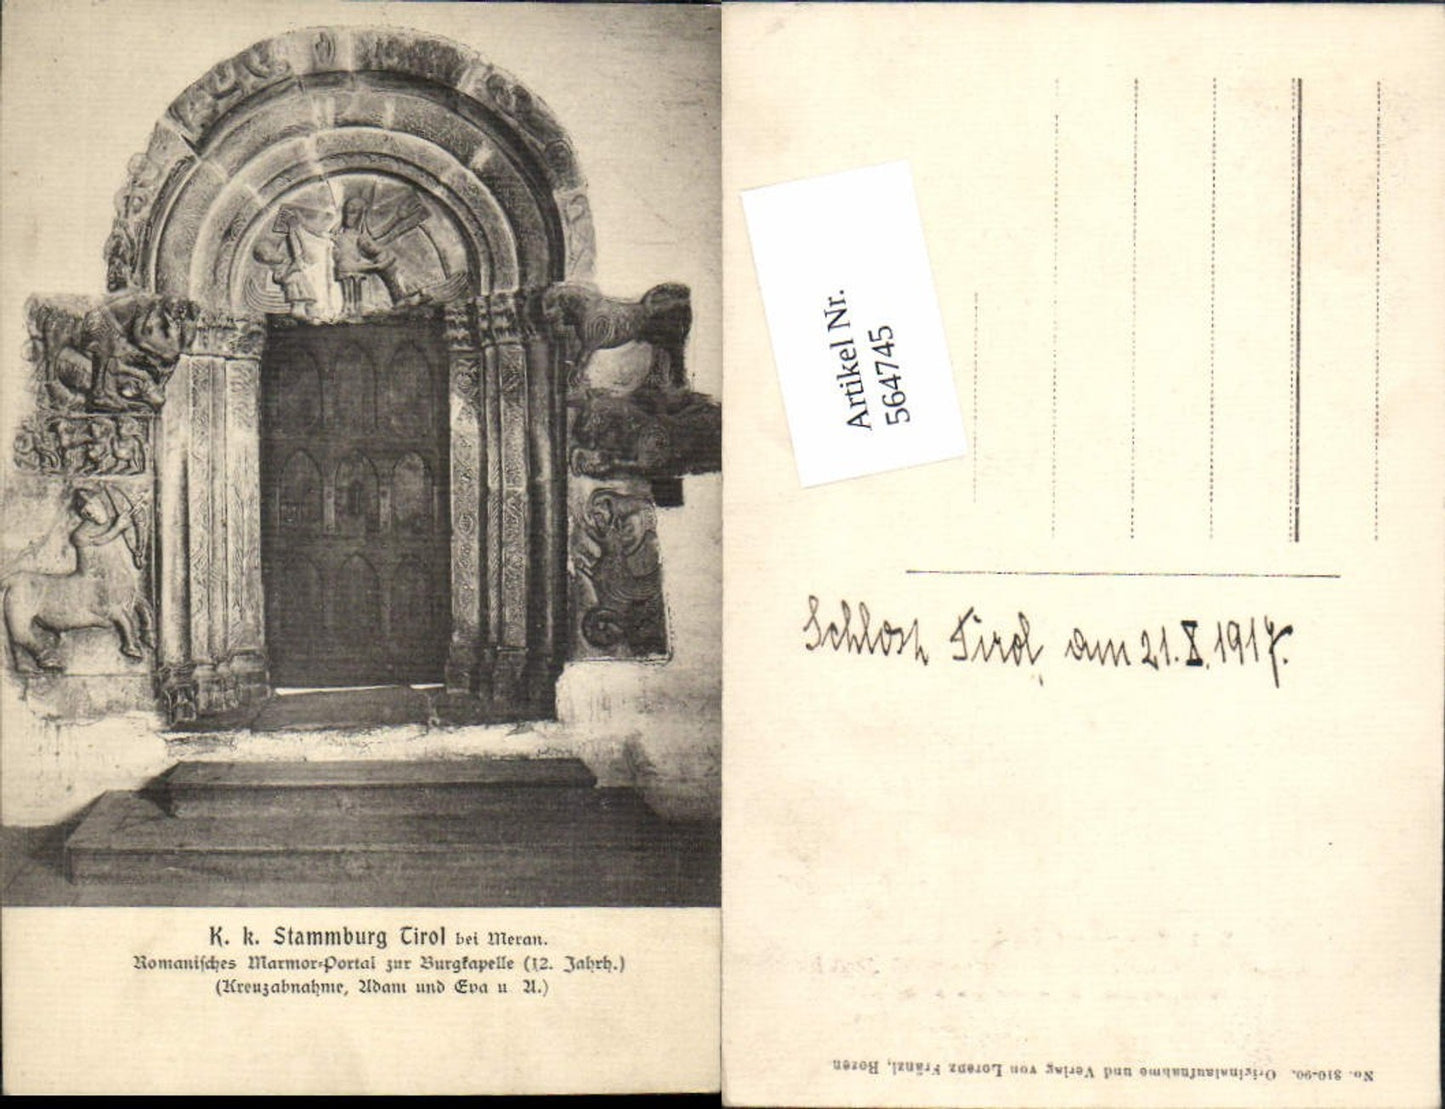 K. k. Stammburg Tirol bei Meran.
Romanisches Marmor-Portal zur Burgkapelle (12. Jahrh.)
(Kreuzabnahme, Adam und Eva u A.)
Artikel Nr.
564745
Schloss Tirol, am 21.X.1917.
No. 810-90. Originalaufnahme und Verlag von Lorenz Fränzl, Bozen